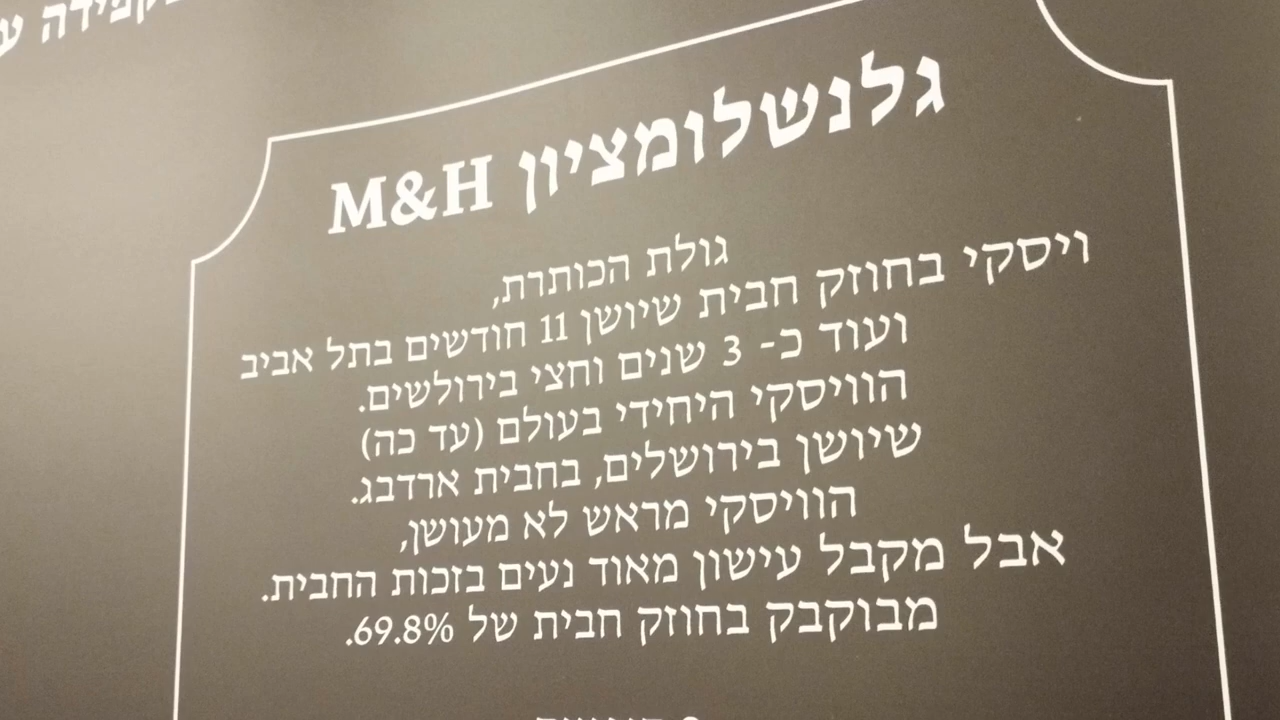 גלנשלומציון M&H
גולת הכותרת,
ויסקי בחוזק חבית שיושן 11 חודשים בתל אביב
ועוד כ- 3 שנים וחצי בירולשים.
הוויסקי היחידי בעולם (עד כה)
שיושן בירושלים, בחבית ארדבג.
הוויסקי מראש לא מעושן,
אבל מקבל עישון מאוד נעים בזכות החבית.
מבוקבק בחוזק חבית של 69.8%.